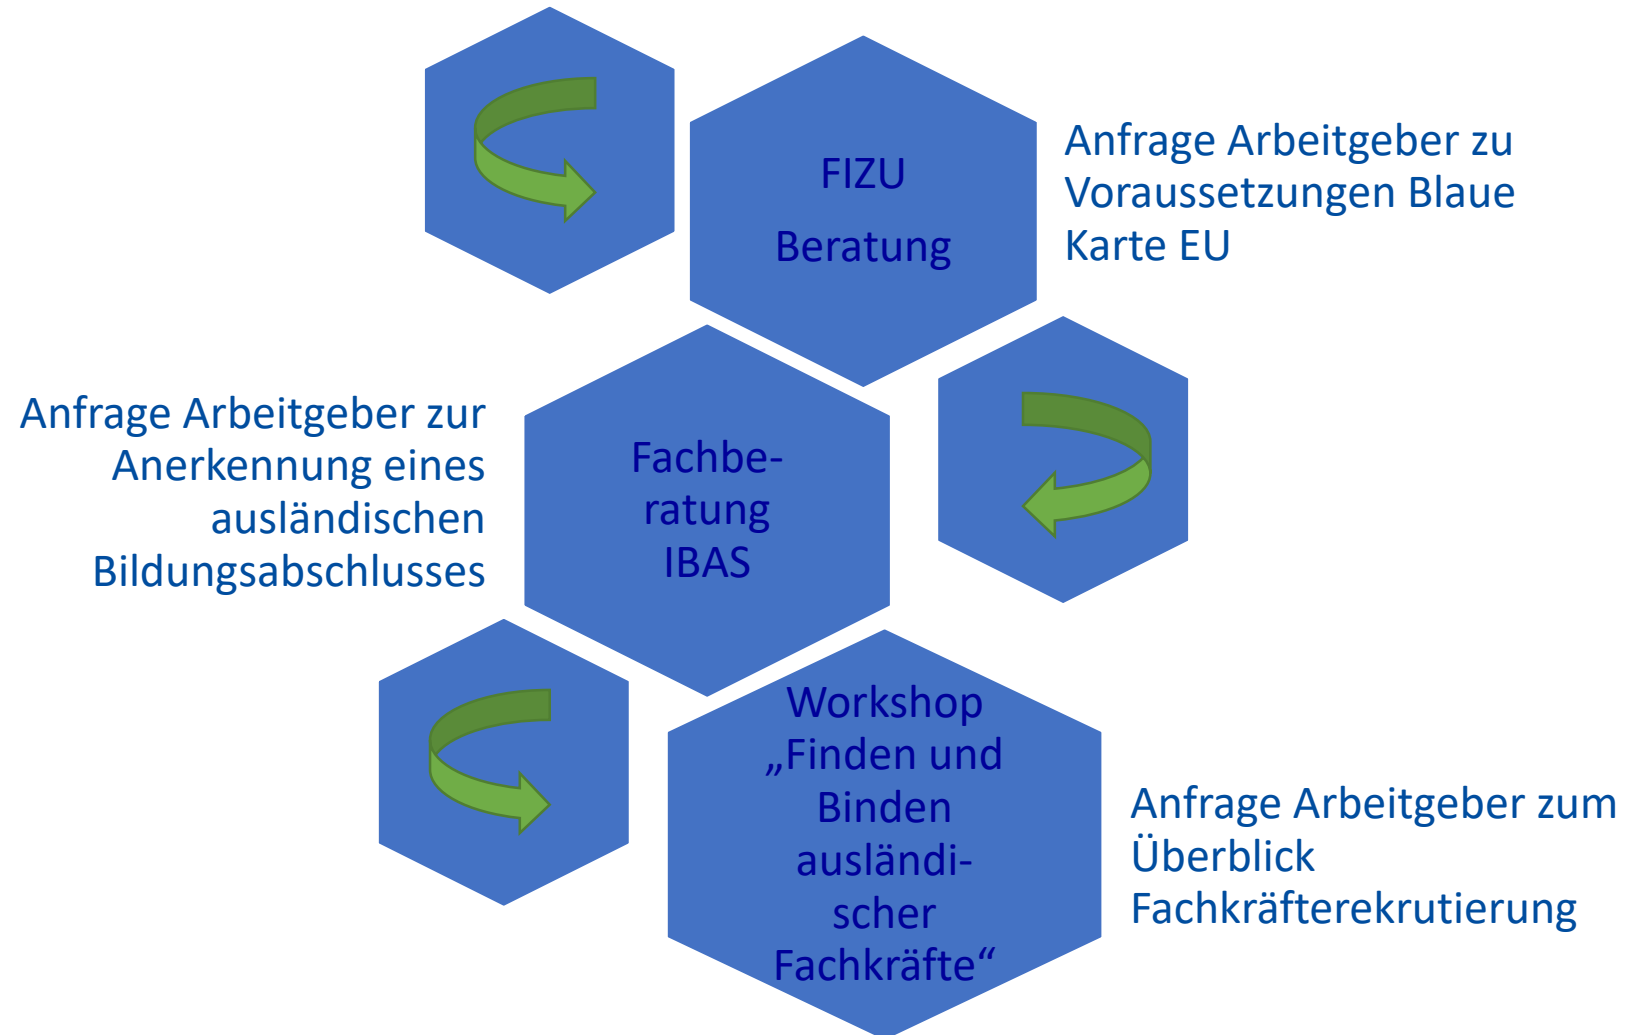 FIZU
Beratung
Anfrage Arbeitgeber zu
Voraussetzungen Blaue
Karte EU
Anfrage Arbeitgeber zur
Anerkennung eines
ausländischen
Bildungsabschlusses
Fachbe-
ratung
IBAS
Workshop
„Finden und
Binden
ausländi-
scher
Fachkräfte“
Anfrage Arbeitgeber zum
Überblick
Fachkräfterekrutierung